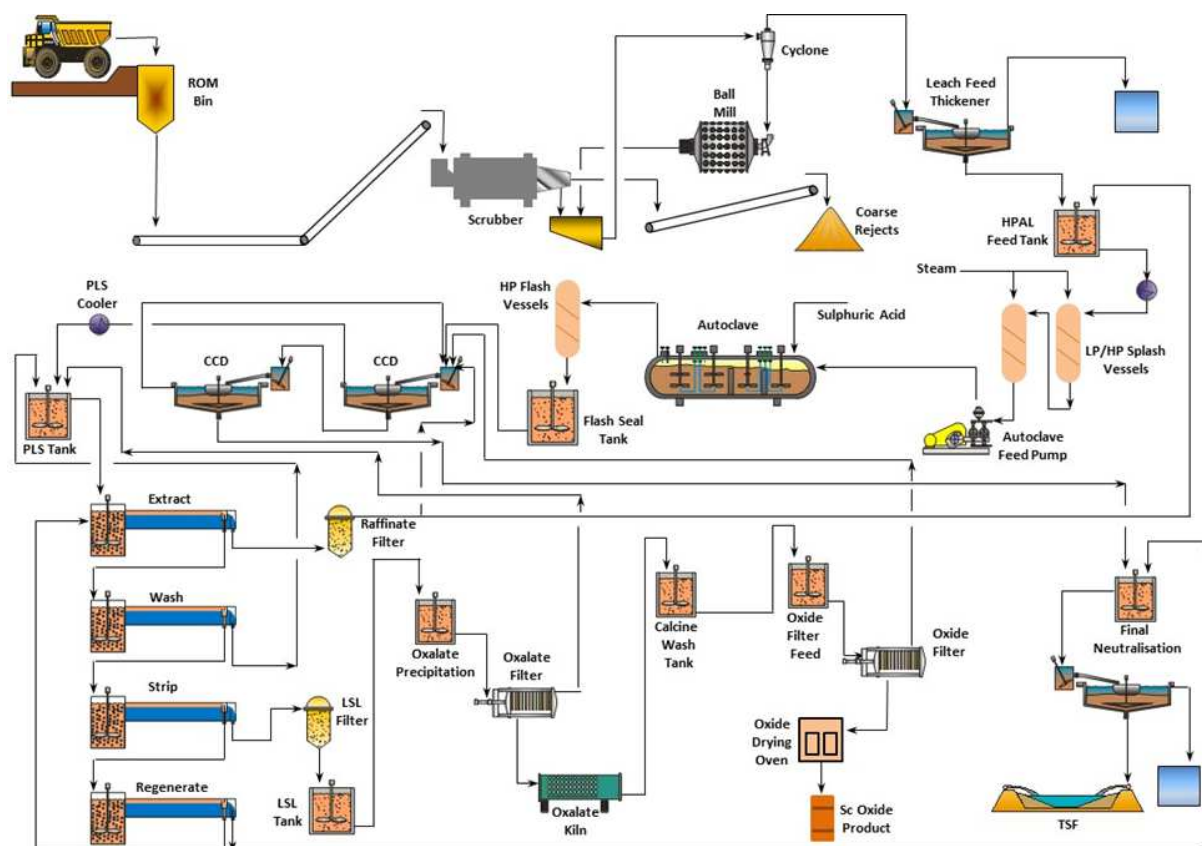 ROM
Bin
Cyclone
Ball
Mill
Leach Feed
Thickener
Scrubber
Coarse
Rejects
HPAL
Feed Tank
PLS
Cooler
HP Flash
Vessels
Steam
Autoclave
Sulphuric Acid
LP/HP Splash
Vessels
CCD
CCD
PLS Tank
Flash Seal
Tank
Autoclave
Feed Pump
Extract
Raffinate
Filter
Wash
Oxalate
Precipitation
Oxalate
Filter
Calcine
Wash
Tank
Oxide
Filter
Feed
Oxide
Filter
Final
Neutralisation
Strip
LSL
Filter
Oxide
Drying
Oven
Regenerate
LSL
Tank
Oxalate
Kiln
Sc Oxide
Product
TSF